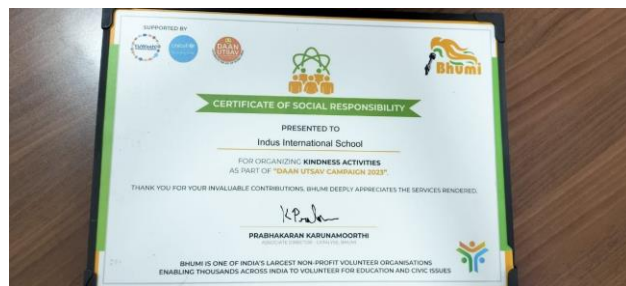 SUPPORTED BY
unicef
DAAN
UTSAV
Bhumi
CERTIFICATE OF SOCIAL RESPONSIBILITY
PRESENTED TO
Indus International School
FOR ORGANIZING KINDNESS ACTIVITIES
AS PART OF "DAAN UTSAV CAMPAIGN 2023".
THANK YOU FOR YOUR INVALUABLE CONTRIBUTIONS, BHUMI DEEPLY APPRECIATES THE SERVICES RENDERED.
PRABHAKARAN KARUNAMOORTHI
BHUMI IS ONE OF INDIA'S LARGEST NON-PROFIT VOLUNTEER ORGANISATIONS
ENABLING THOUSANDS ACROSS INDIA TO VOLUNTEER FOR EDUCATION AND CIVIC ISSUES